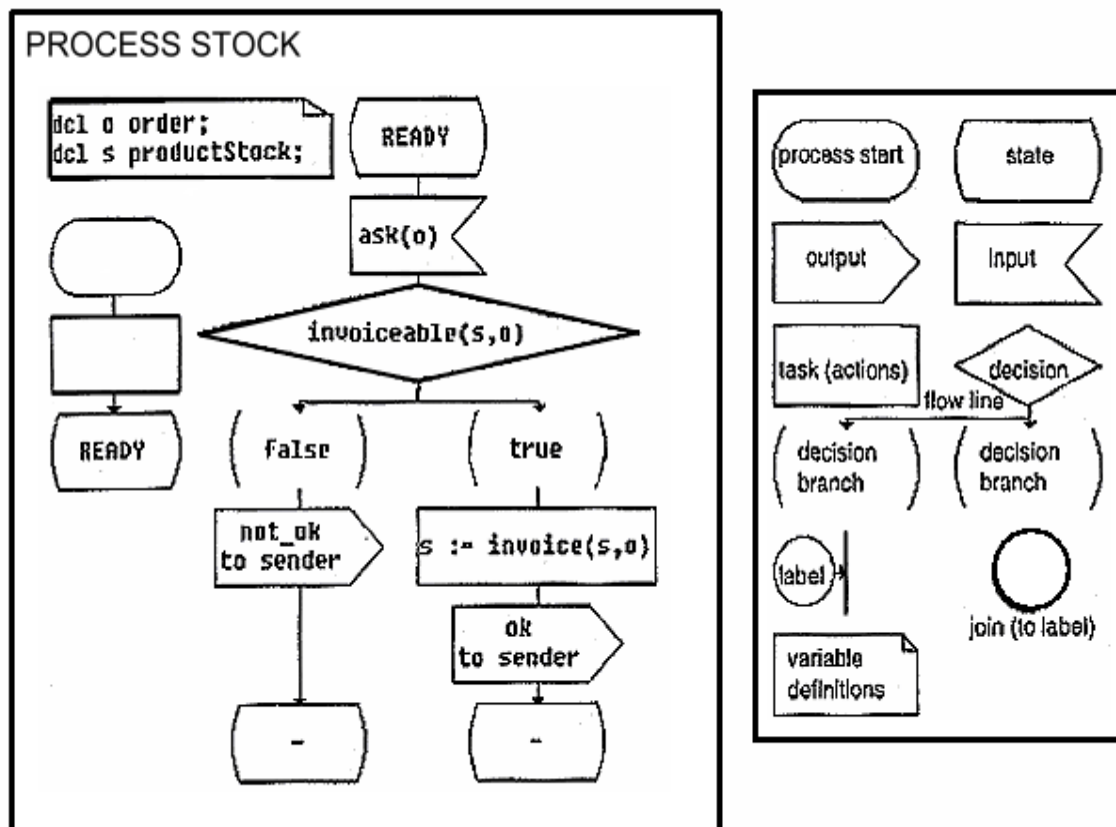 PROCESS STOCK
dcl o order;
dcl s productStock;
READY
ask(o)
invoiceable(s,o)
READY
false
true
not_ok
to sender
s := invoice(s,o)
ok
to sender
-
-
process start
state
output
Input
task (actions)
decision
flow line
decision
branch
decision
branch
label
join (to label)
variable
definitions